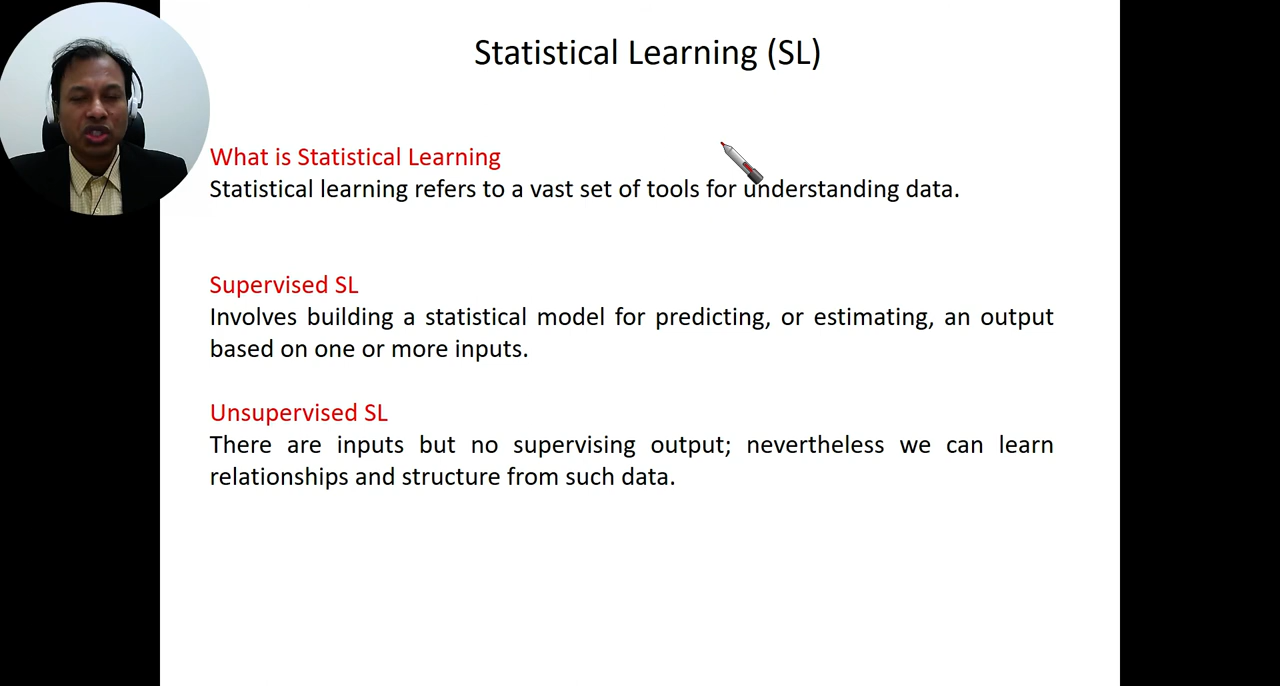 Statistical Learning (SL)
What is Statistical Learning
Statistical learning refers to a vast set of tools for understanding data.
Supervised SL
Involves building a statistical model for predicting, or estimating, an output
based on one or more inputs.
Unsupervised SL
There are inputs but no supervising output; nevertheless we can learn
relationships and structure from such data.